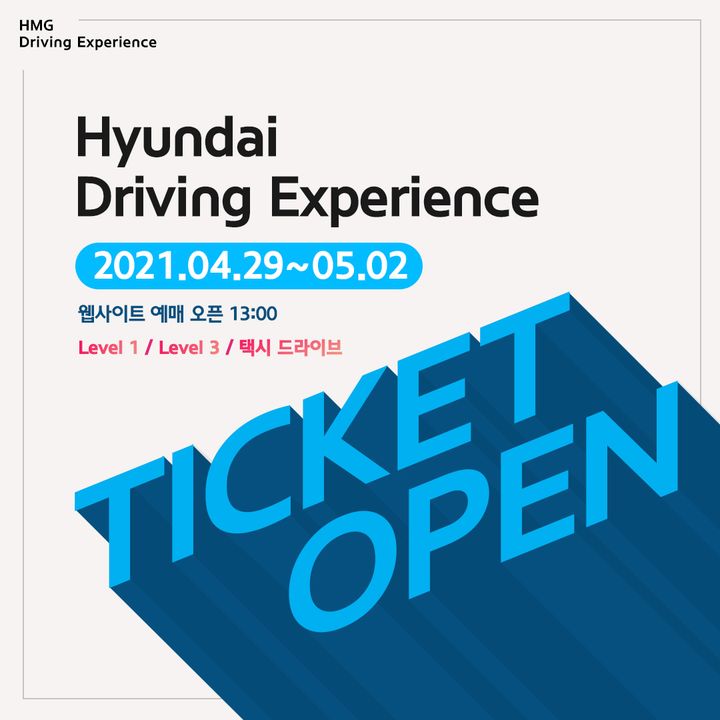 HMG
Driving Experience
Hyundai
Driving Experience
2021.04.29~05.02
웹사이트 예매 오픈 13:00
Level 1 / Level 3 / 택시 드라이브
TICKET
OPEN